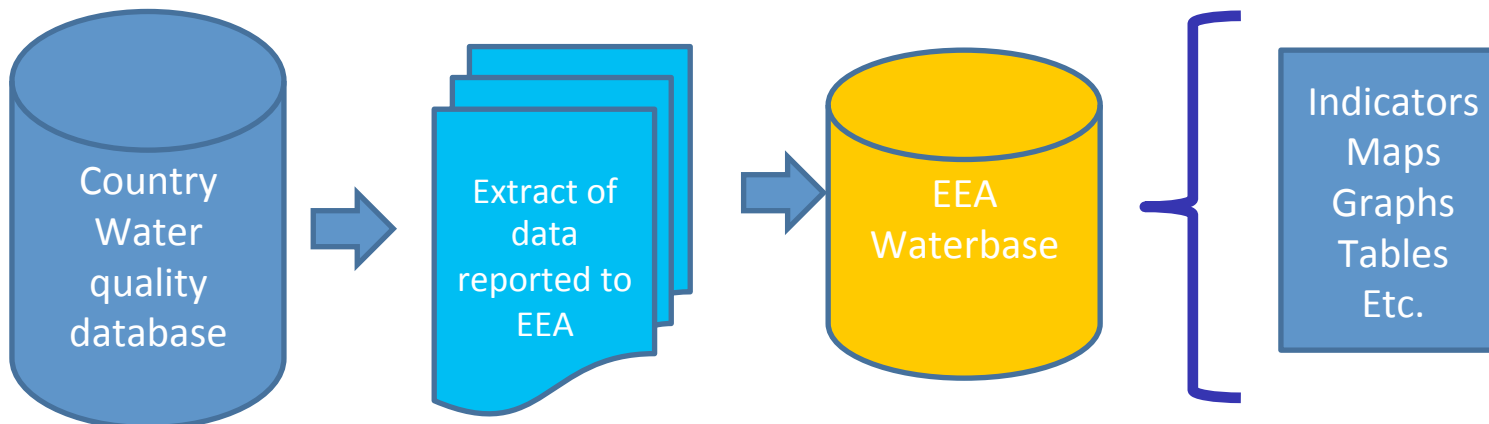 Country
Water
quality
database
Extract of
data
reported to
EEA
EEA
Waterbase
Indicators
Maps
Graphs
Tables
Etc.